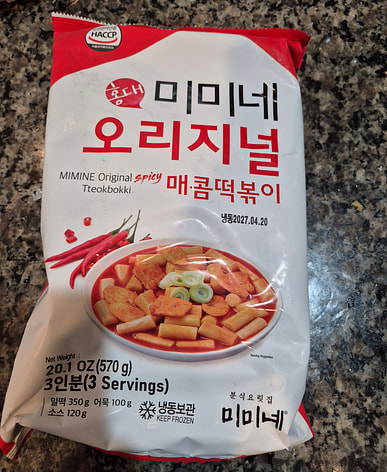 HACCP
홍대
미미네
오리지널
MIMINE Original spicy
Tteokbokki
매·콤떡볶이
냉동2027.04.20
Net Weight :
20.1 OZ (570 g)
3인분(3 Servings)
밀떡 350g 어묵 100g
소스 120g
냉동보관
KEEP FROZEN
분식요릿집
미미네